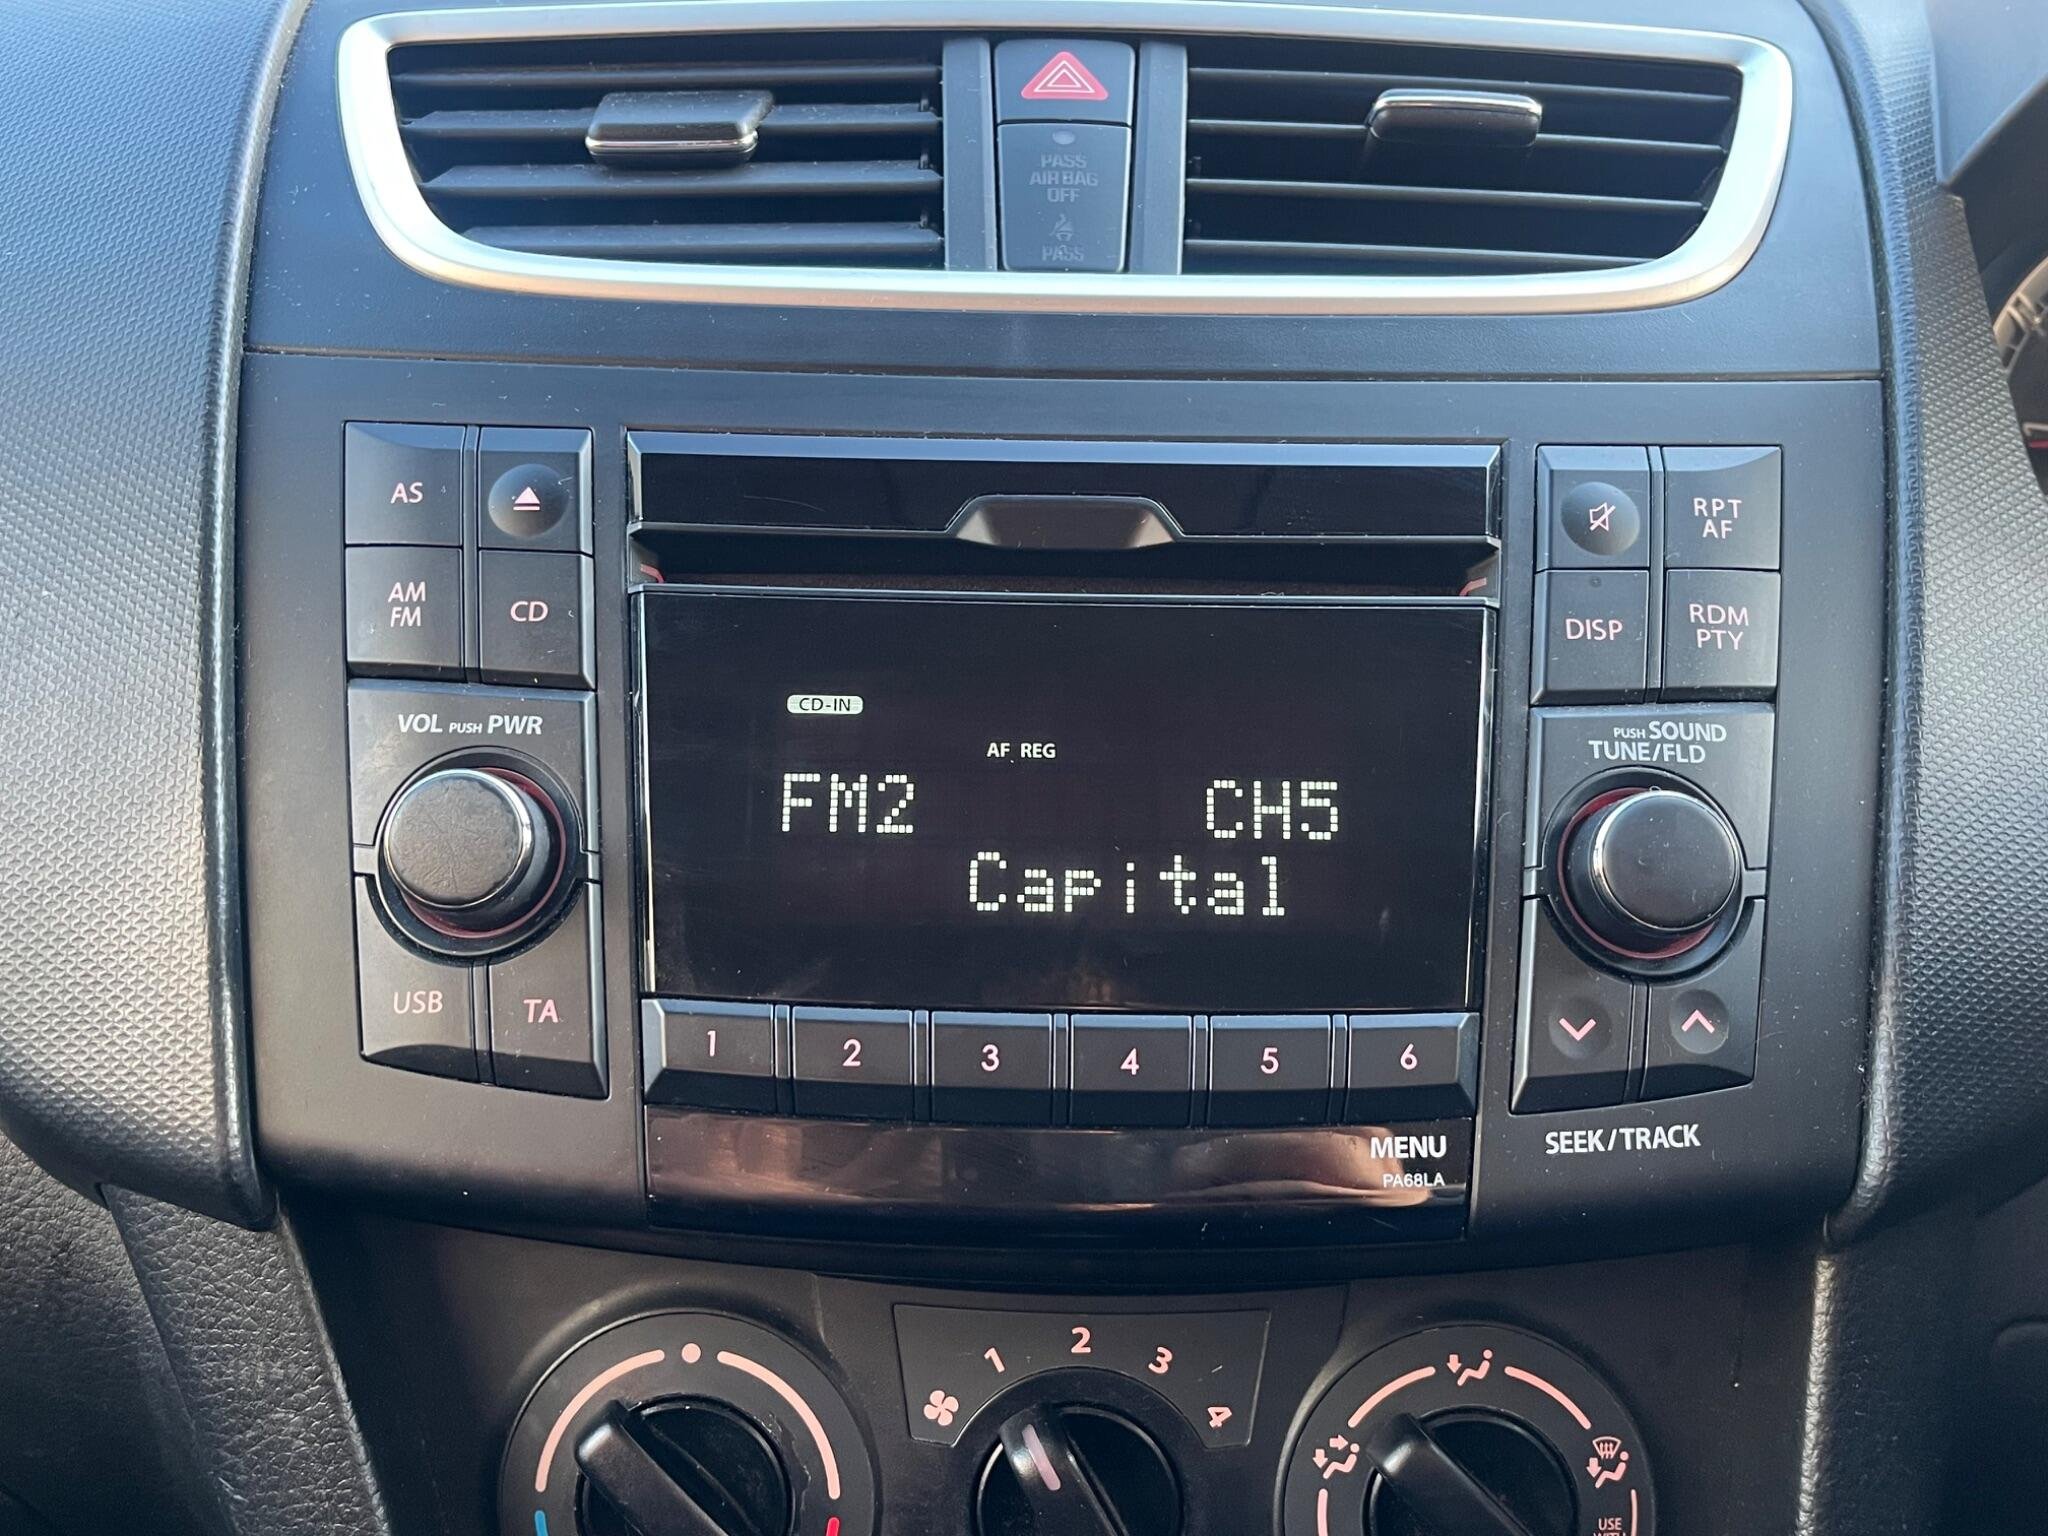 PASS
AIR BAG
OFF
PASS
AS
RPT
AF
AM
FM
CD
DISP
RDM
PTY
VOL PUSH PWR
CD-IN
PUSH SOUND
TUNE/FLD
AF REG
FM2 CH5
Capital
USB
TA
1 2 3 4 5 6
MENU
PA68LA
SEEK/TRACK
1 2 3 4
USE
WITH